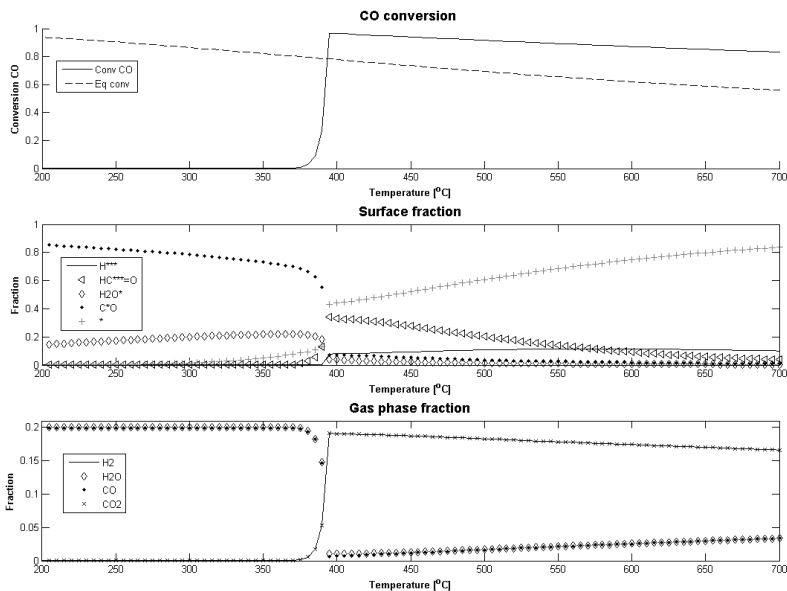 CO conversion
1
0.8
0.6
0.4
0.2
0
Conversion CO
Conv CO
Eq conv
200 250 300 350 400 450 500 550 600 650 700
Temperature [°C]
Surface fraction
1
0.8
0.6
0.4
0.2
0
Fraction
H***
HC***=O
H2O*
C*O
*
200 250 300 350 400 450 500 550 600 650 700
Temperature [°C]
Gas phase fraction
0.2
0.15
0.1
0.05
0
Fraction
H2
H2O
CO
CO2
200 250 300 350 400 450 500 550 600 650 700
Temperature [°C]